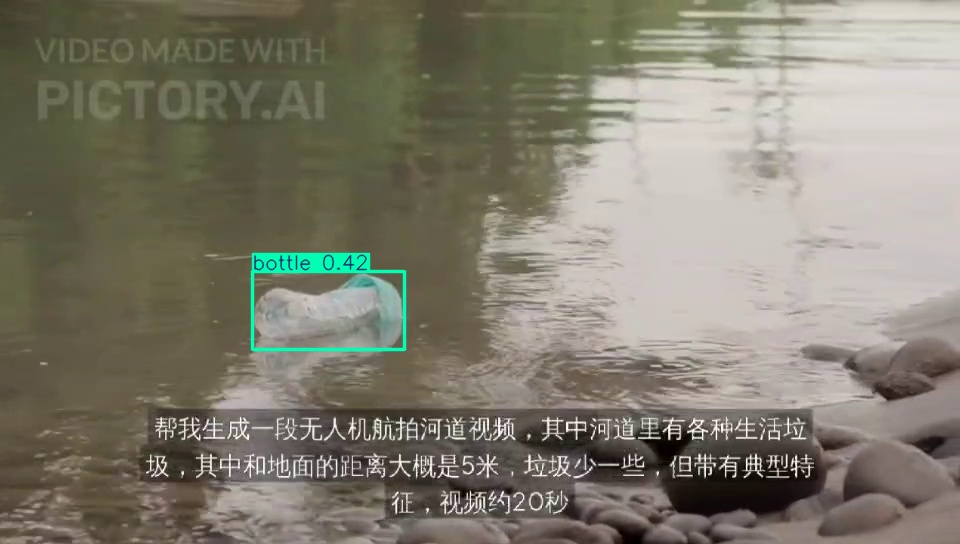 VIDEO MADE WITH
PICTORY.AI
bottle 0.42
帮我生成一段无人机航拍河道视频，其中河道里有各种生活垃
圾，其中和地面的距离大概是5米，垃圾少一些，但带有典型特
征，视频约20秒